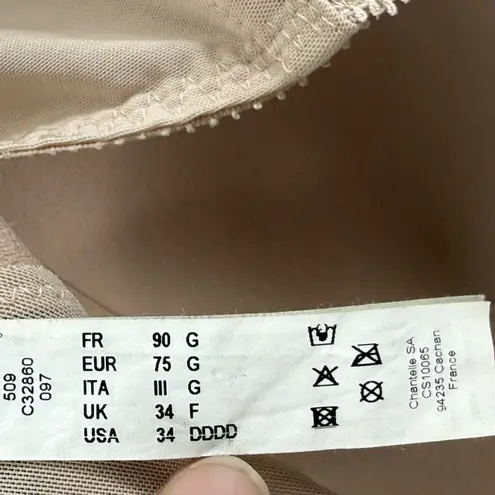 509
C32860
097
FR 90 G
EUR 75 G
ITA III G
UK 34 F
USA 34 DDDD
Chantelle SA
CS10065
94235 Cachan
France